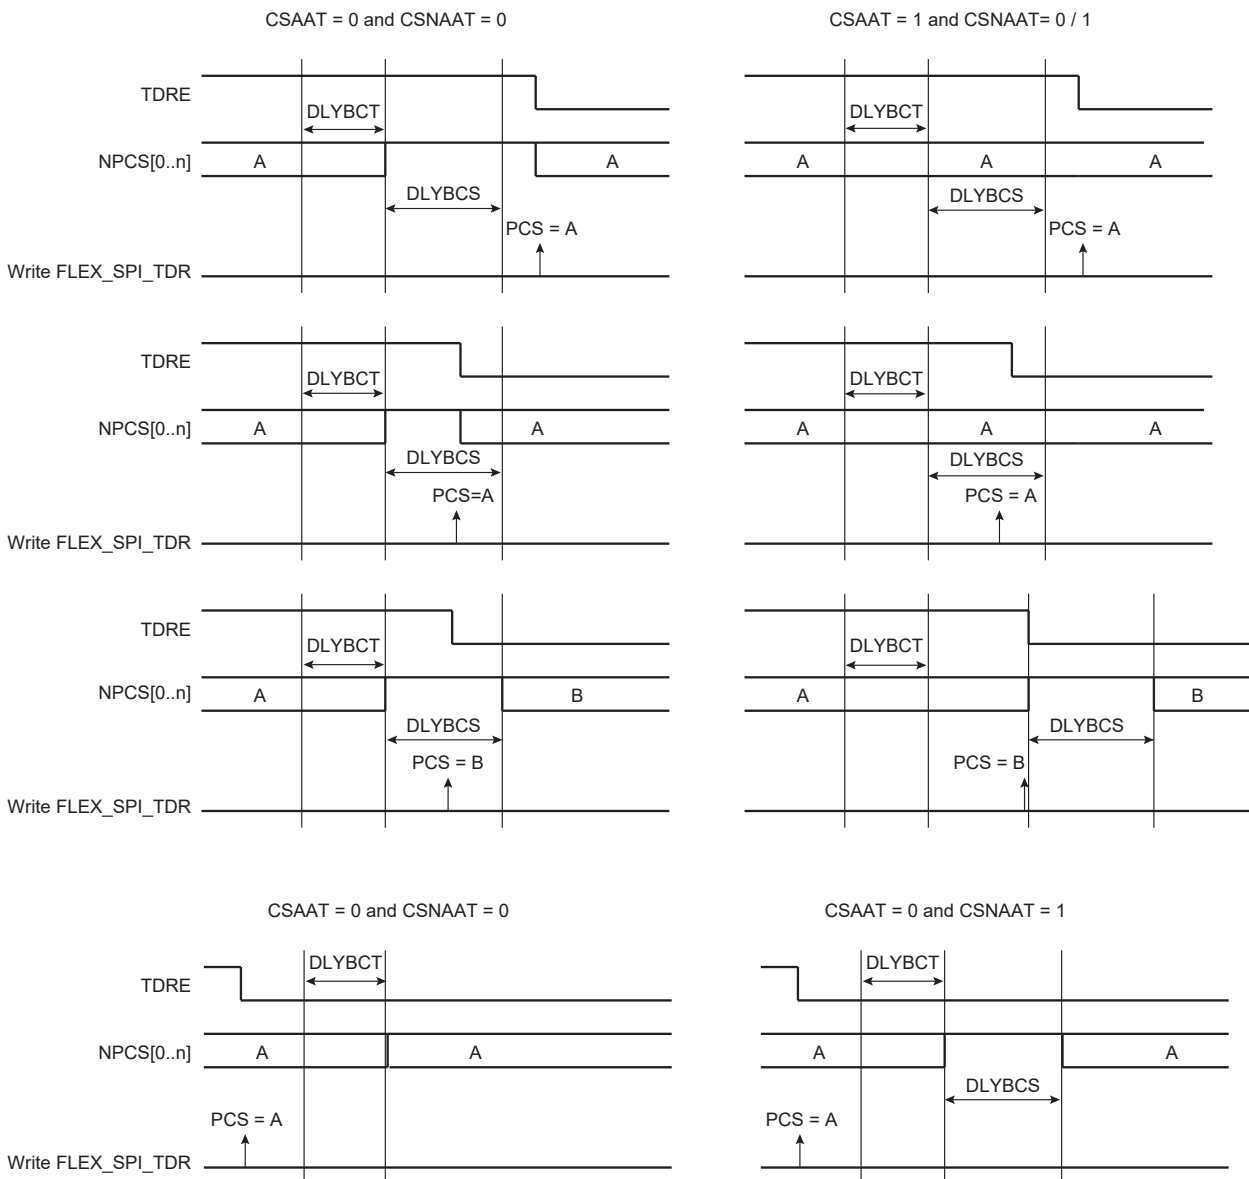 CSAAT = 0 and CSNAAT = 0
CSAAT = 1 and CSNAAT= 0 / 1
TDRE
DLYBCT
DLYBCT
NPCS[0..n]
A
A
A
A
A
DLYBCS
DLYBCS
PCS = A
PCS = A
Write FLEX_SPI_TDR
TDRE
DLYBCT
DLYBCT
NPCS[0..n]
A
A
A
A
A
DLYBCS
DLYBCS
PCS=A
PCS = A
Write FLEX_SPI_TDR
TDRE
DLYBCT
DLYBCT
NPCS[0..n]
A
B
A
B
DLYBCS
DLYBCS
PCS = B
PCS = B
Write FLEX_SPI_TDR
CSAAT = 0 and CSNAAT = 0
CSAAT = 0 and CSNAAT = 1
DLYBCT
DLYBCT
TDRE
NPCS[0..n]
A
A
A
A
DLYBCS
PCS = A
PCS = A
Write FLEX_SPI_TDR